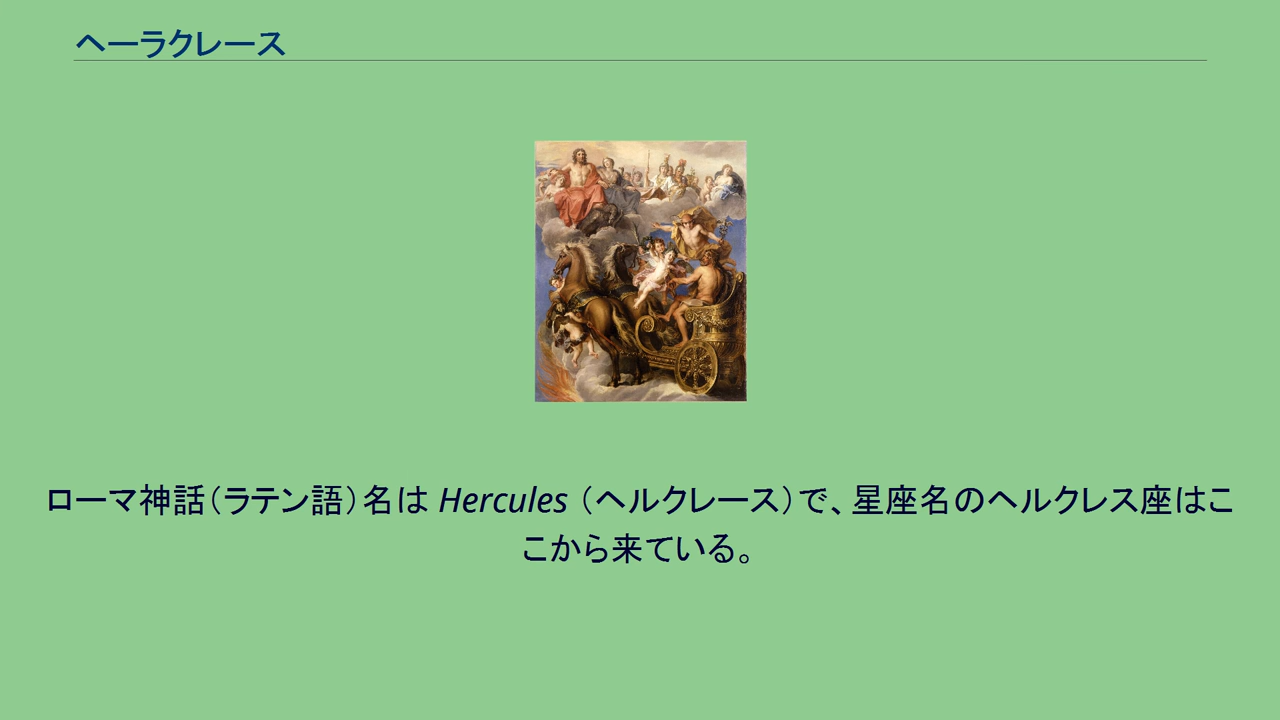 ヘーラクレース
ローマ神話（ラテン語）名は Hercules （ヘルクレース）で、星座名のヘルクレス座はこ
こから来ている。